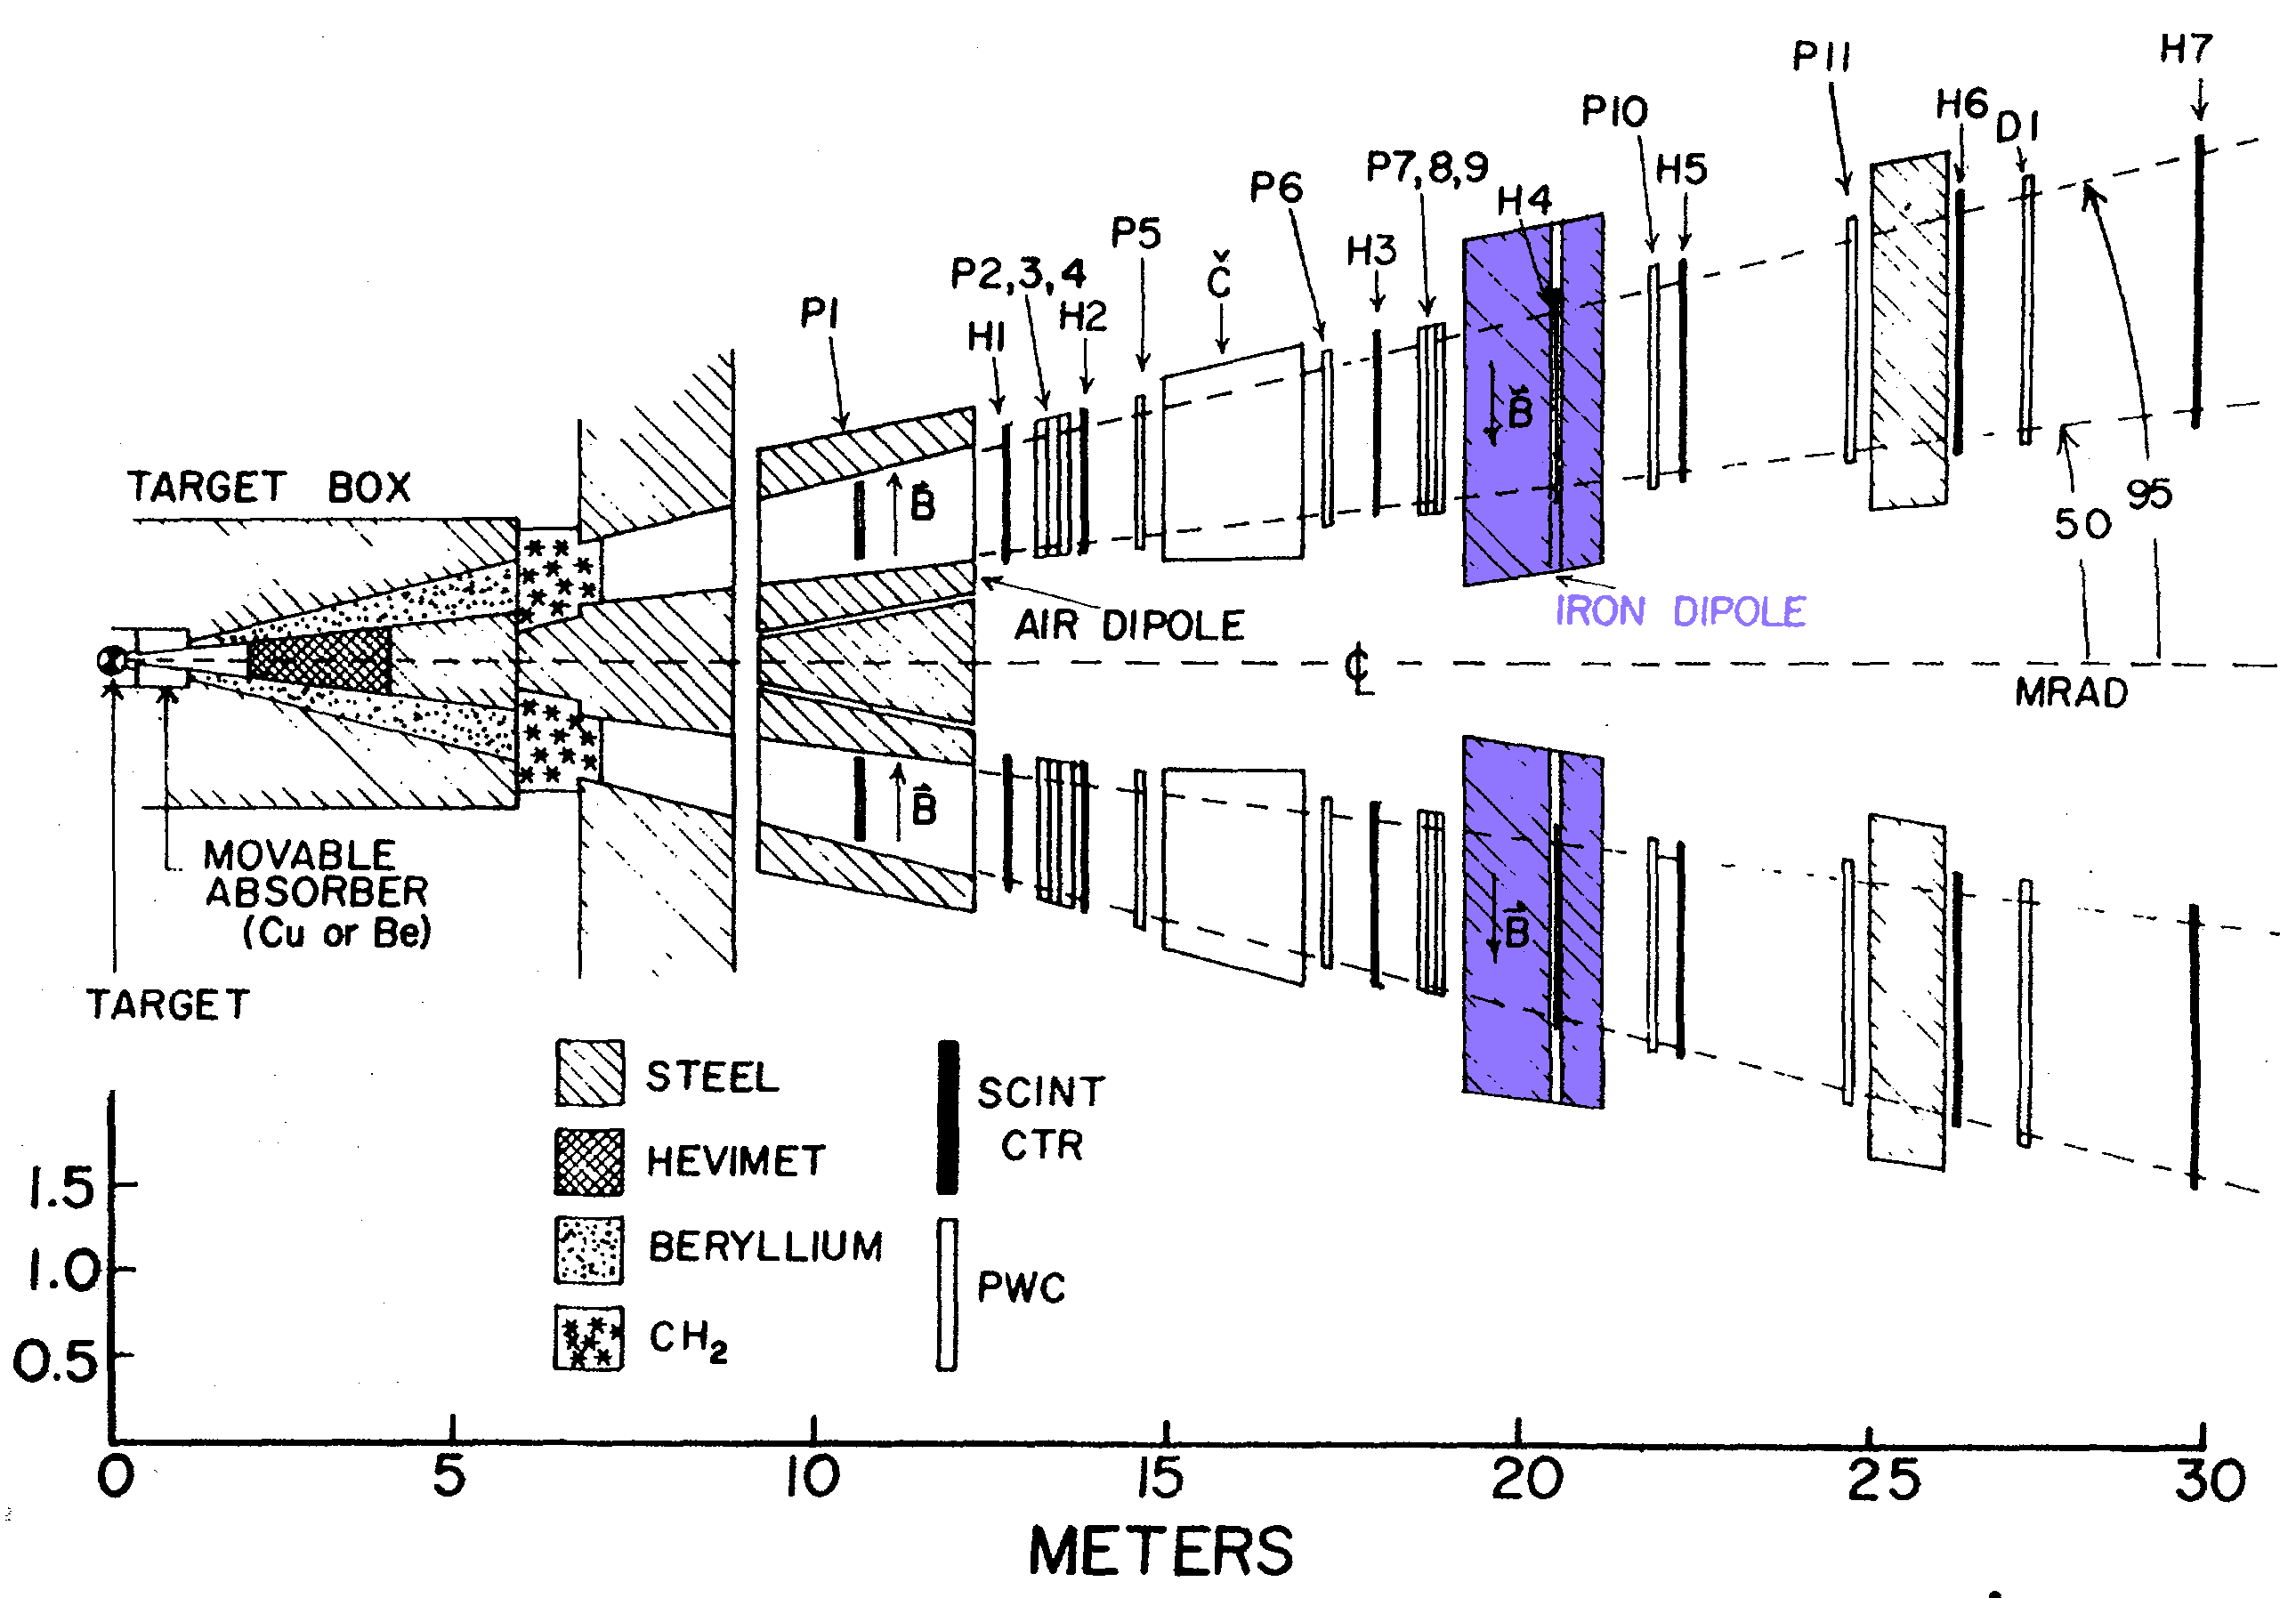 H7
P11
H6
D1
P10
H5
P7,8,9
H4
P6
H3
P5
Č
P2,3,4
H2
P1
H1
TARGET BOX
B⃗
B⃗
95
50
AIR DIPOLE
IRON DIPOLE
℄
MRAD
B⃗
B⃗
MOVABLE
ABSORBER
(Cu or Be)
TARGET
STEEL
HEVIMET
BERYLLIUM
CH₂
SCINT
CTR
PWC
1.5
1.0
0.5
0 5 10 15 20 25 30
METERS